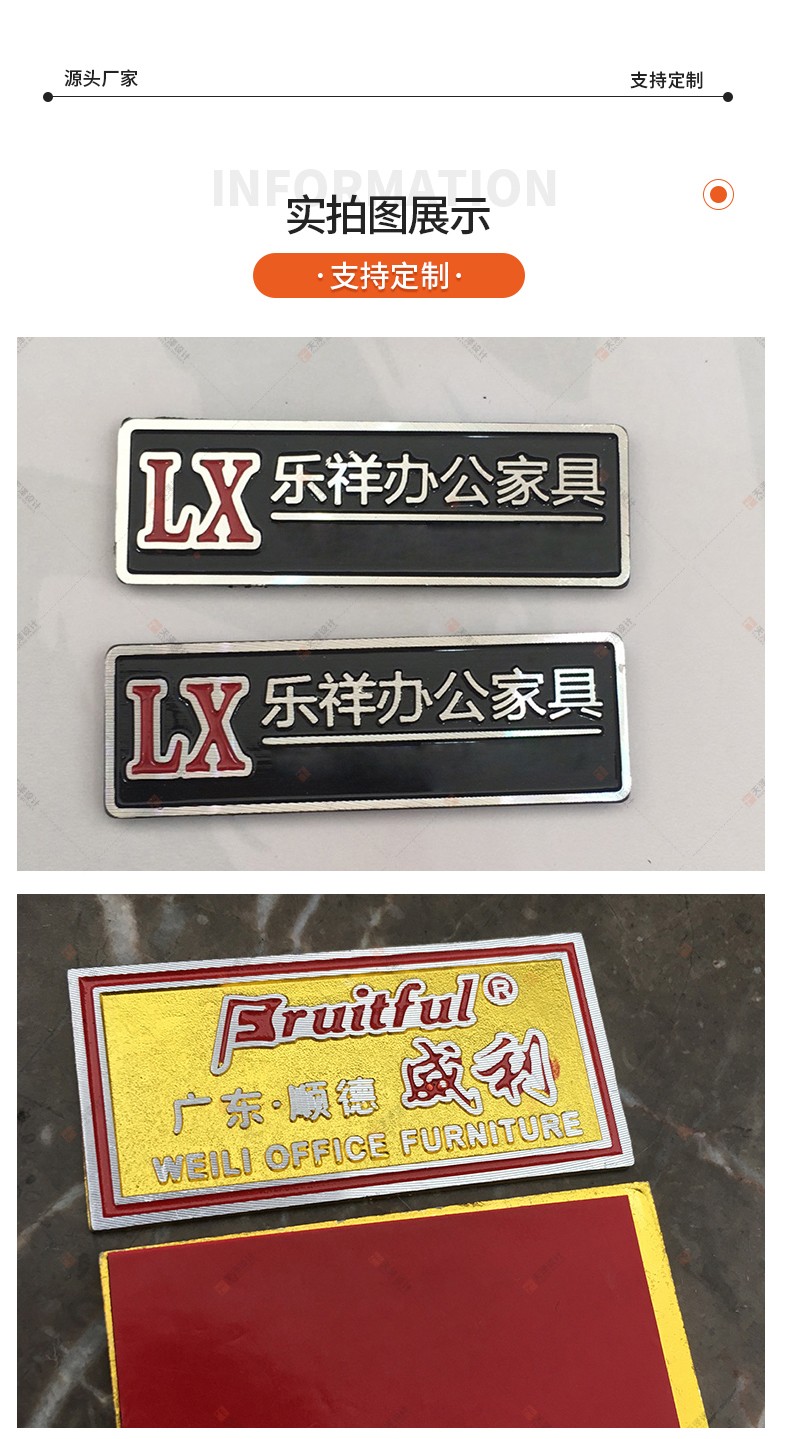 源头厂家
支持定制
INFORMATION
实拍图展示
·支持定制·
LX 乐祥办公家具
LX 乐祥办公家具
Fruitful®
广东·顺德 威利
WEILI OFFICE FURNITURE